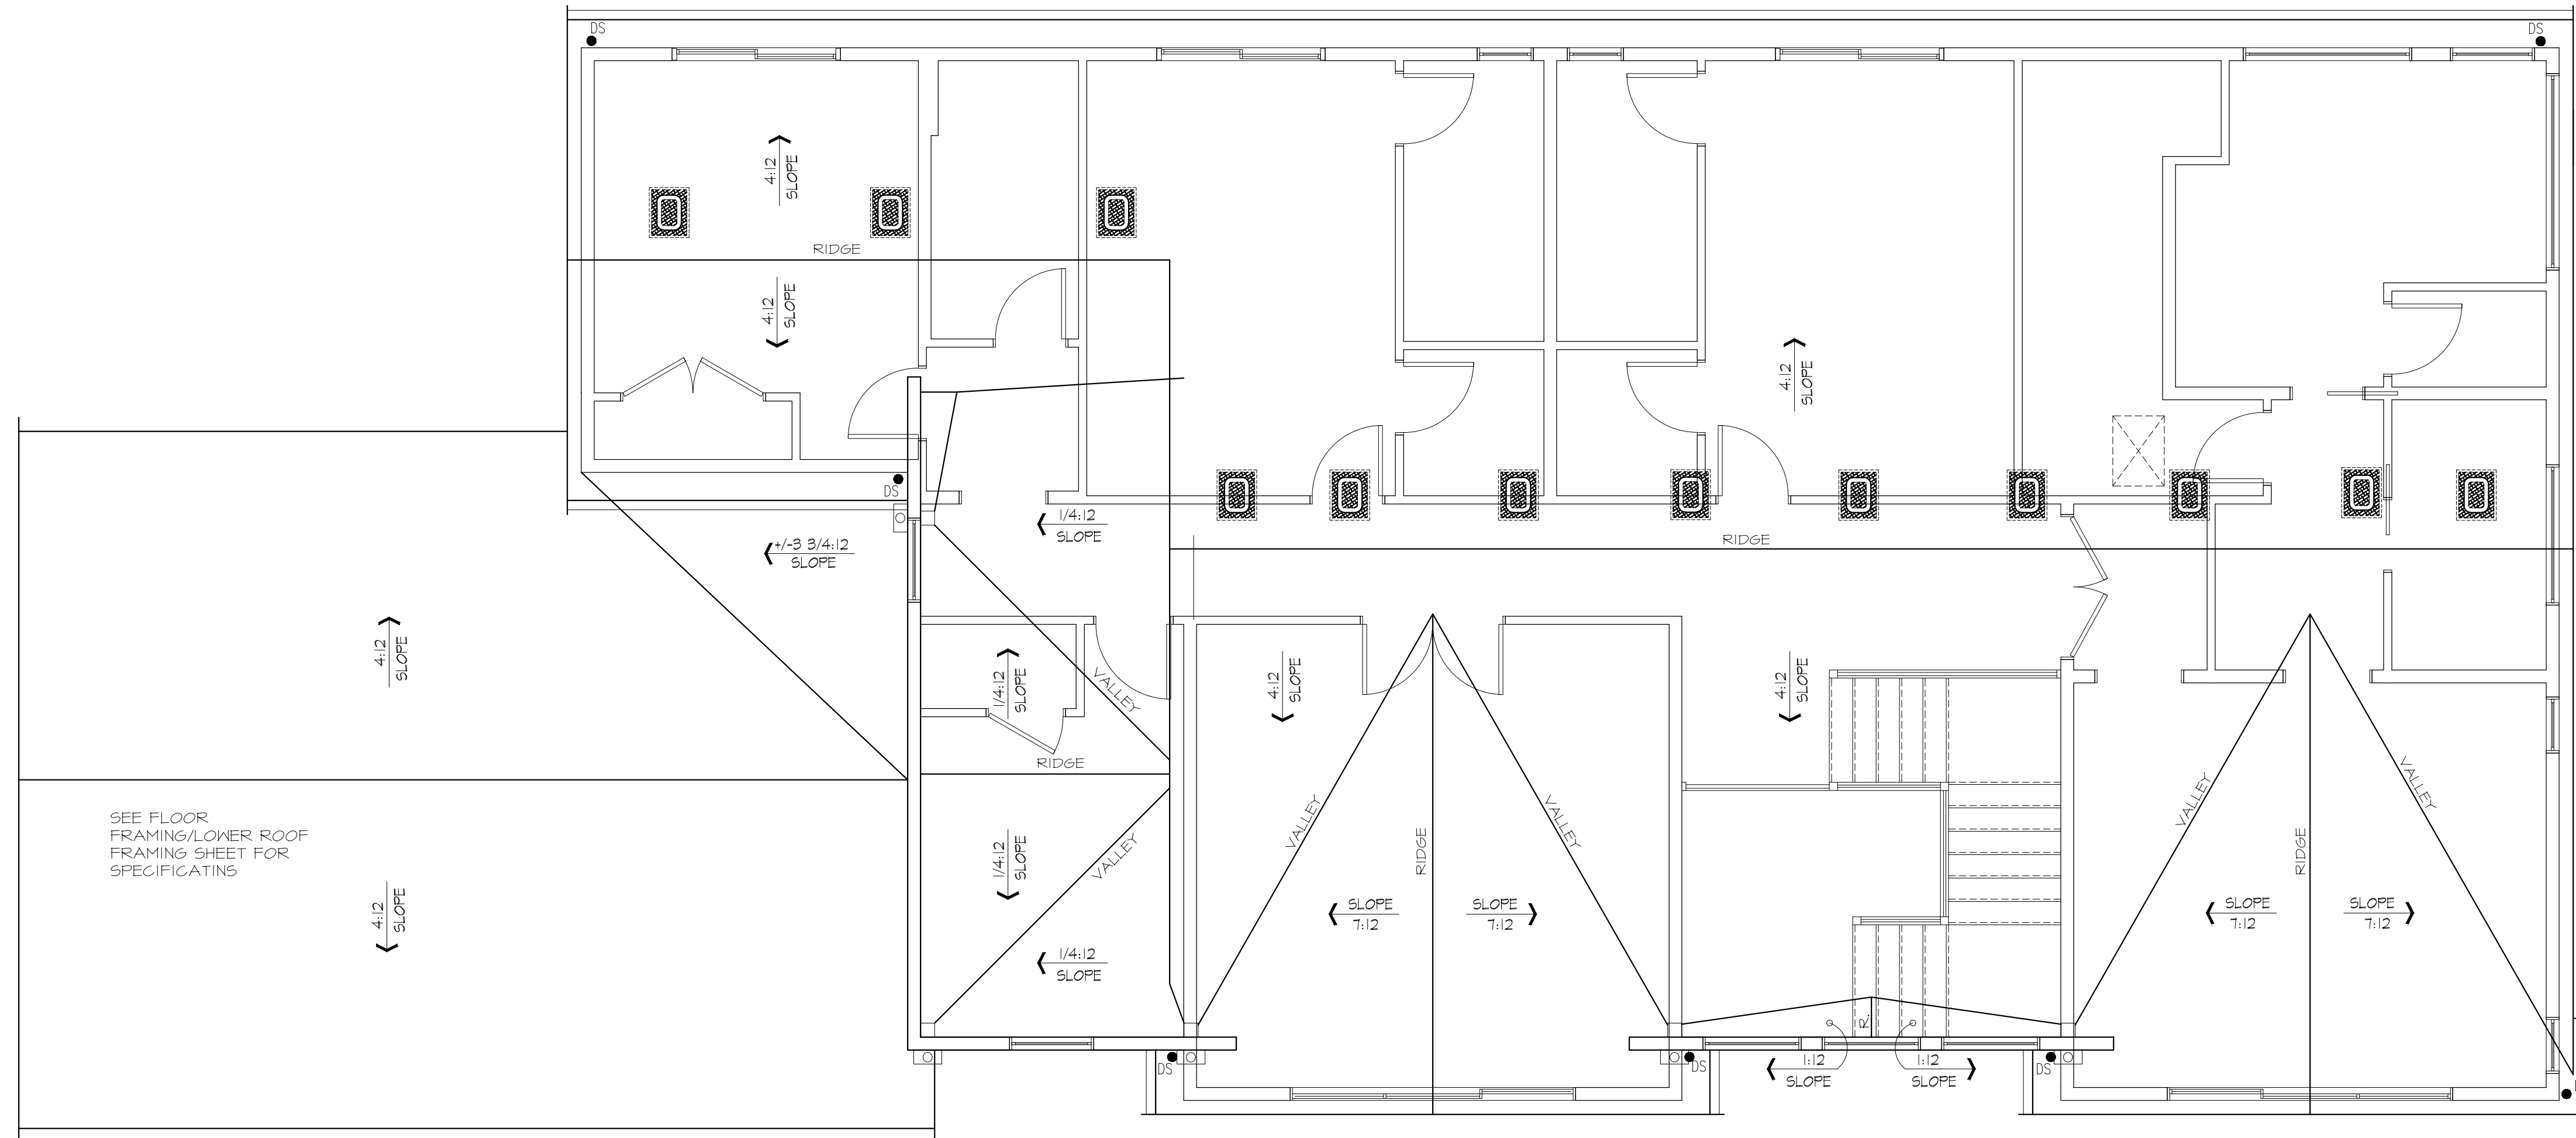 DS
DS
4:12
SLOPE
RIDGE
4:12
SLOPE
4:12
SLOPE
DS
1/4:12
SLOPE
+/-3 3/4:12
SLOPE
RIDGE
4:12
SLOPE
1/4:12
SLOPE
VALLEY
4:12
SLOPE
4:12
SLOPE
RIDGE
VALLEY
VALLEY
VALLEY
VALLEY
SEE FLOOR
FRAMING/LOWER ROOF
FRAMING SHEET FOR
SPECIFICATINS
1/4:12
SLOPE
VALLEY
RIDGE
RIDGE
4:12
SLOPE
SLOPE
7:12
SLOPE
7:12
SLOPE
7:12
SLOPE
7:12
1/4:12
SLOPE
R.
DS
DS
1:12
SLOPE
1:12
SLOPE
DS